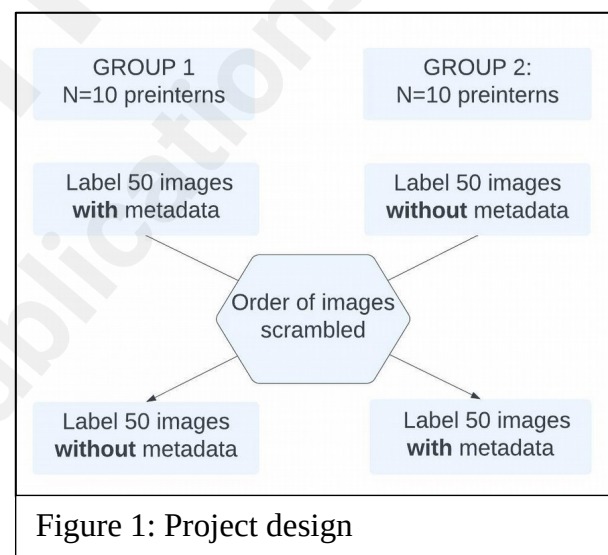 GROUP 1
N=10 preinterns
GROUP 2:
N=10 preinterns
Label 50 images
with metadata
Label 50 images
without metadata
Order of images
scrambled
Label 50 images
without metadata
Label 50 images
with metadata
Figure 1: Project design